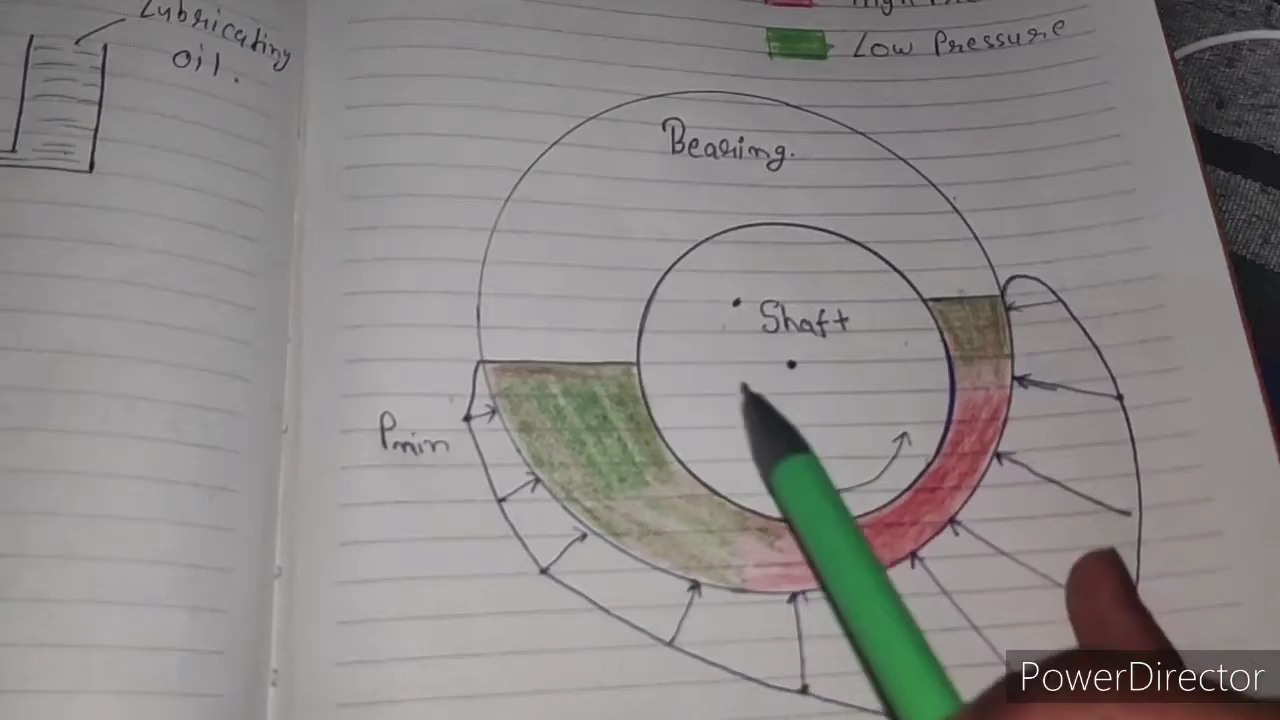 Lubricating
oil.
Low Pressure
Bearing.
Shaft
Pmin
PowerDirector